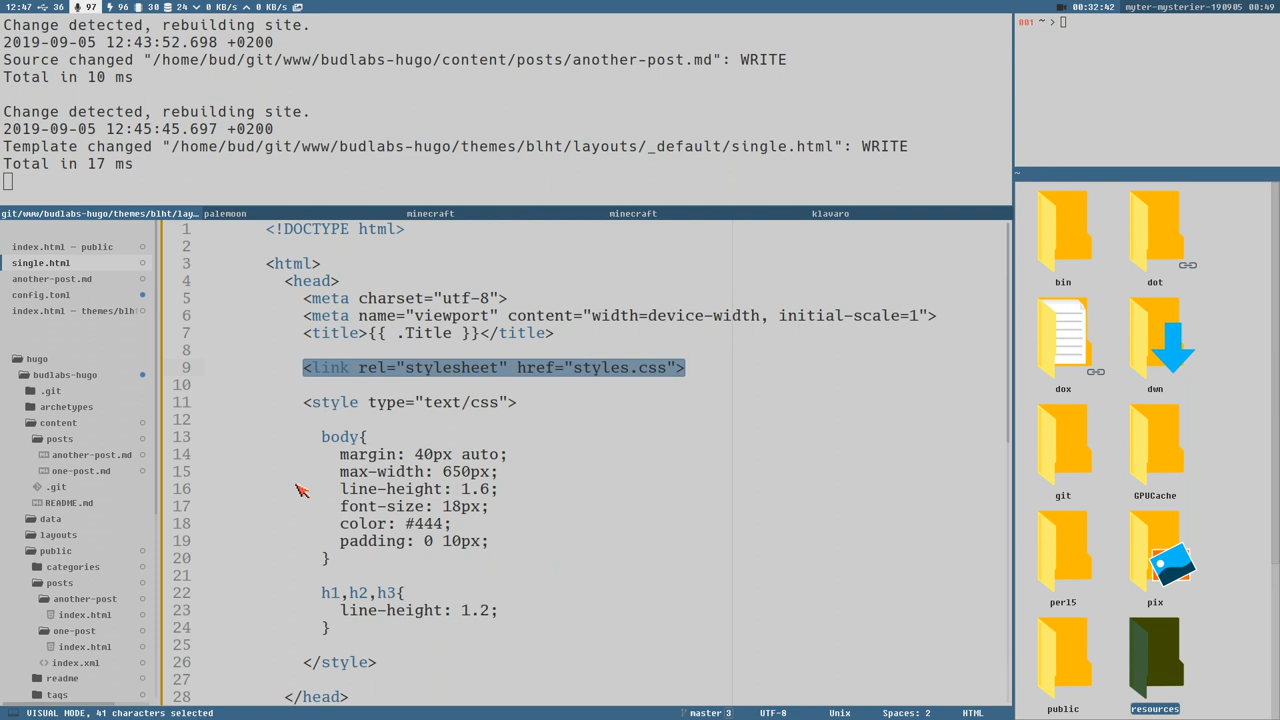 12:47 36 97 96 30 24 0 KB/s 0 KB/s 00:32:42 myter-mysterier-190905 00:49
Change detected, rebuilding site.
2019-09-05 12:43:52.698 +0200
Source changed "/home/bud/git/www/budlabs-hugo/content/posts/another-post.md": WRITE
Total in 10 ms
Change detected, rebuilding site.
2019-09-05 12:45:45.697 +0200
Template changed "/home/bud/git/www/budlabs-hugo/themes/blht/layouts/_default/single.html": WRITE
Total in 17 ms
001 ~ >
~
git/www/budlabs-hugo/themes/blht/lay... palemoon minecraft minecraft klavaro
index.html — public
single.html
another-post.md
config.toml
index.html — themes/blh
hugo
budlabs-hugo
.git
archetypes
content
posts
another-post.md
one-post.md
.git
README.md
data
layouts
public
categories
posts
another-post
index.html
one-post
index.html
index.xml
readme
tags
1 <!DOCTYPE html>
2
3 <html>
4 <head>
5 <meta charset="utf-8">
6 <meta name="viewport" content="width=device-width, initial-scale=1">
7 <title>{{ .Title }}</title>
8
9 <link rel="stylesheet" href="styles.css">
10
11 <style type="text/css">
12
13 body{
14 margin: 40px auto;
15 max-width: 650px;
16 line-height: 1.6;
17 font-size: 18px;
18 color: #444;
19 padding: 0 10px;
20 }
21
22 h1,h2,h3{
23 line-height: 1.2;
24 }
25
26 </style>
27
28 </head>
bin dot
dox dwn
git GPUCache
perl5 pix
public resources
VISUAL MODE, 41 characters selected master 3 UTF-8 Unix Spaces: 2 HTML